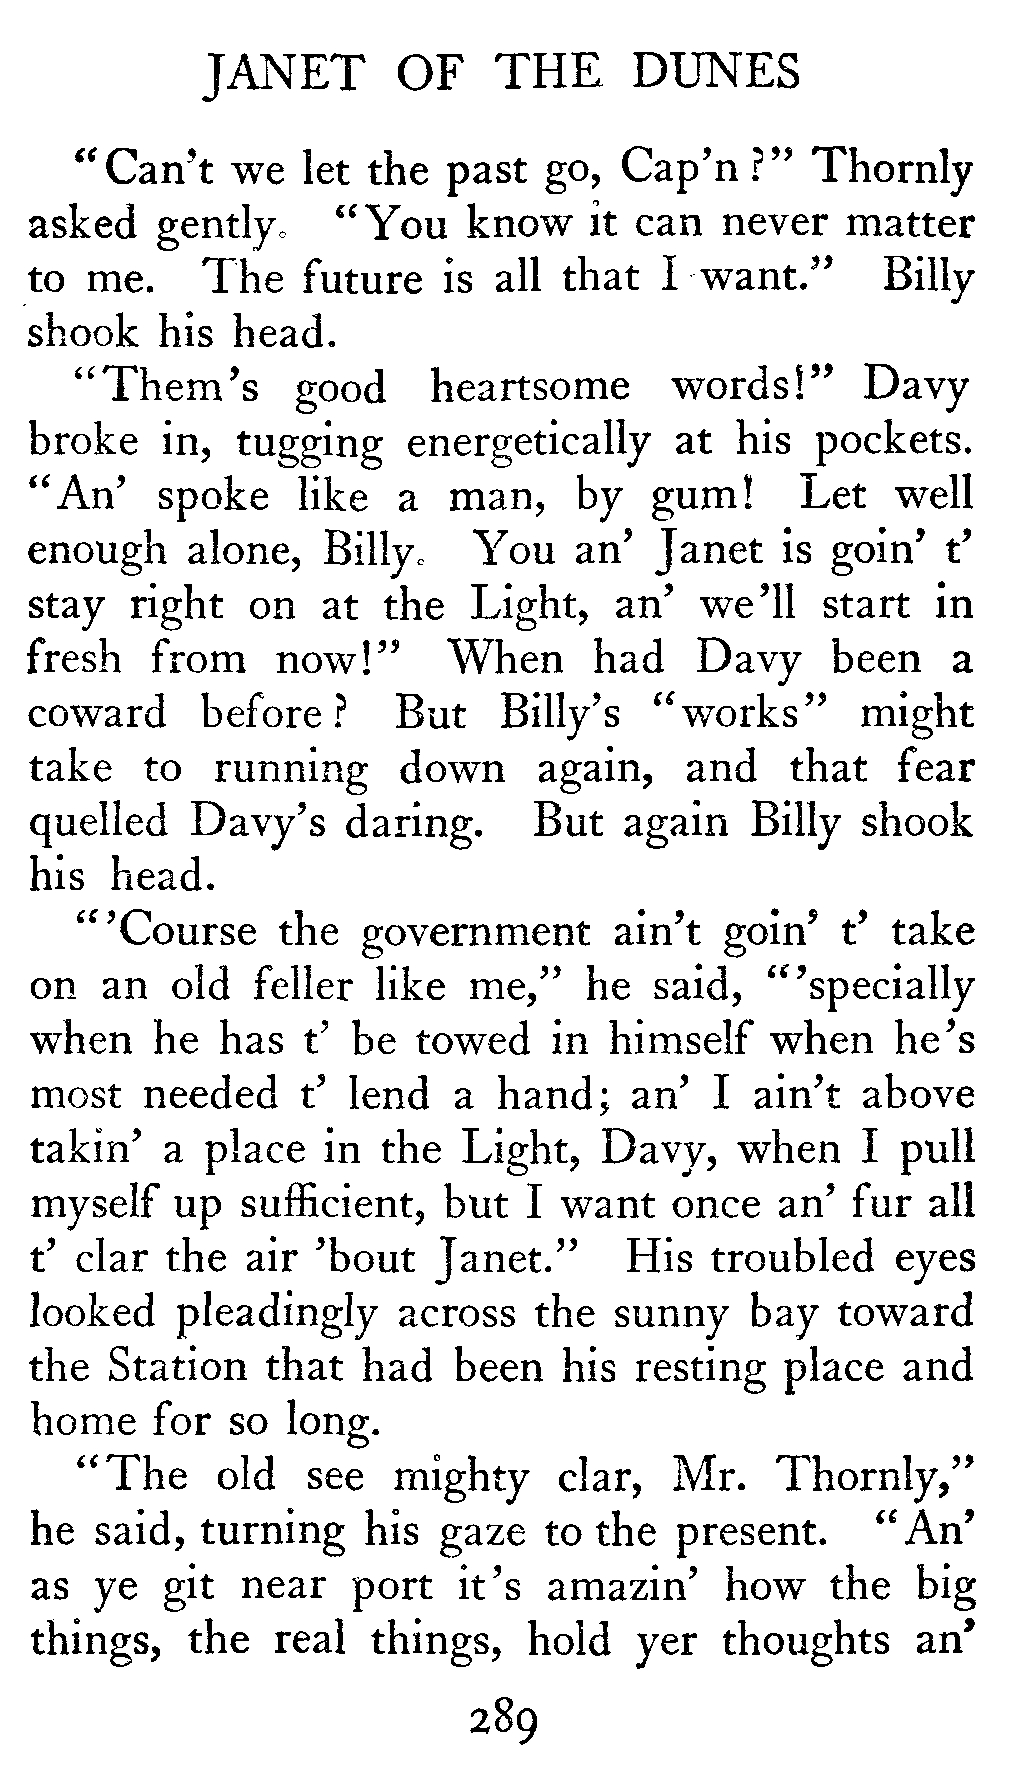 JANET OF THE DUNES
“Can’t we let the past go, Cap’n?” Thornly
asked gently. “You know it can never matter
to me. The future is all that I want.” Billy
shook his head.
“Them’s good heartsome words!” Davy
broke in, tugging energetically at his pockets.
“An’ spoke like a man, by gum! Let well
enough alone, Billy. You an’ Janet is goin’ t’
stay right on at the Light, an’ we’ll start in
fresh from now!” When had Davy been a
coward before? But Billy’s “works” might
take to running down again, and that fear
quelled Davy’s daring. But again Billy shook
his head.
“’Course the government ain’t goin’ t’ take
on an old feller like me,” he said, “’specially
when he has t’ be towed in himself when he’s
most needed t’ lend a hand; an’ I ain’t above
takin’ a place in the Light, Davy, when I pull
myself up sufficient, but I want once an’ fur all
t’ clar the air ’bout Janet.” His troubled eyes
looked pleadingly across the sunny bay toward
the Station that had been his resting place and
home for so long.
“The old see mighty clar, Mr. Thornly,”
he said, turning his gaze to the present. “An’
as ye git near port it’s amazin’ how the big
things, the real things, hold yer thoughts an’
289